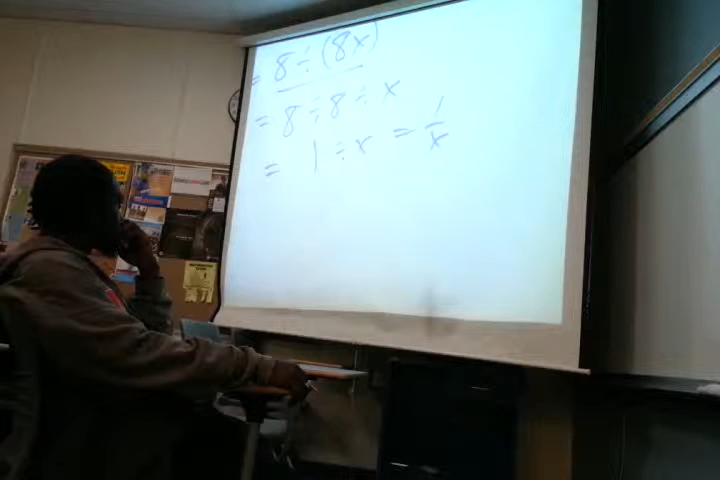 = 8 ÷ (8x)
= 8 ÷ 8 ÷ x
= 1 ÷ x = 1/x